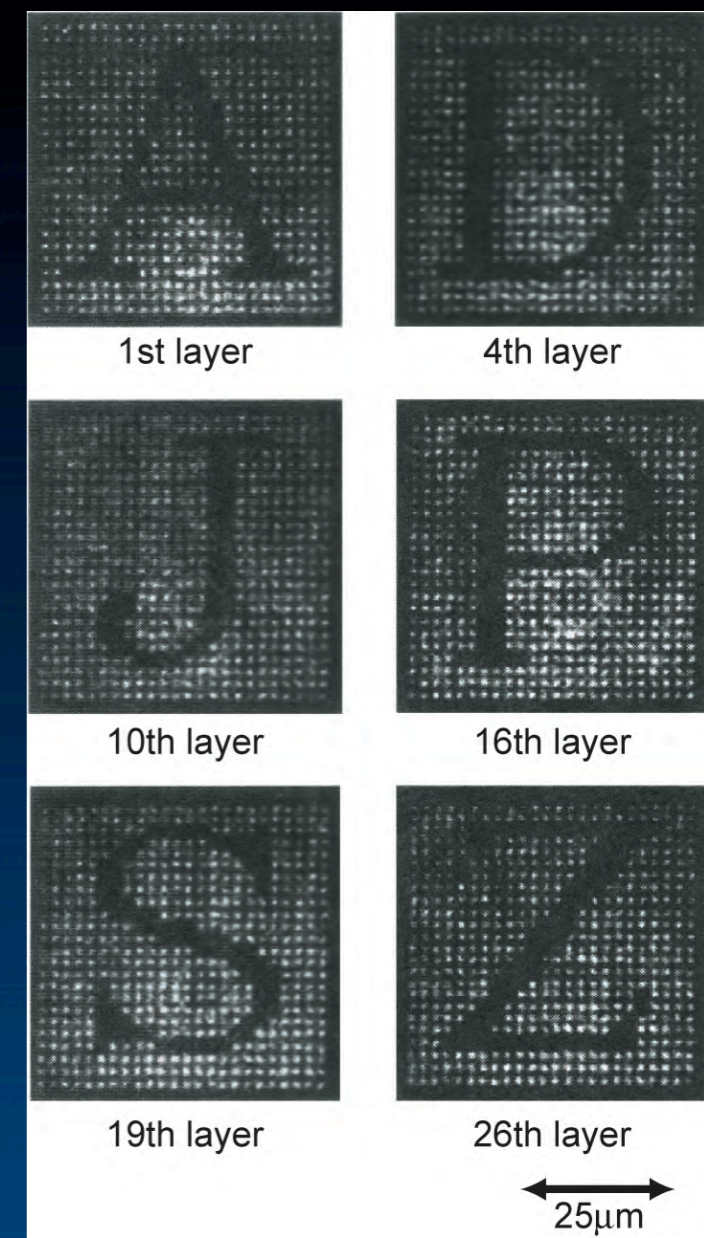 A D
1st layer 4th layer
J P
10th layer 16th layer
S Z
19th layer 26th layer
25μm